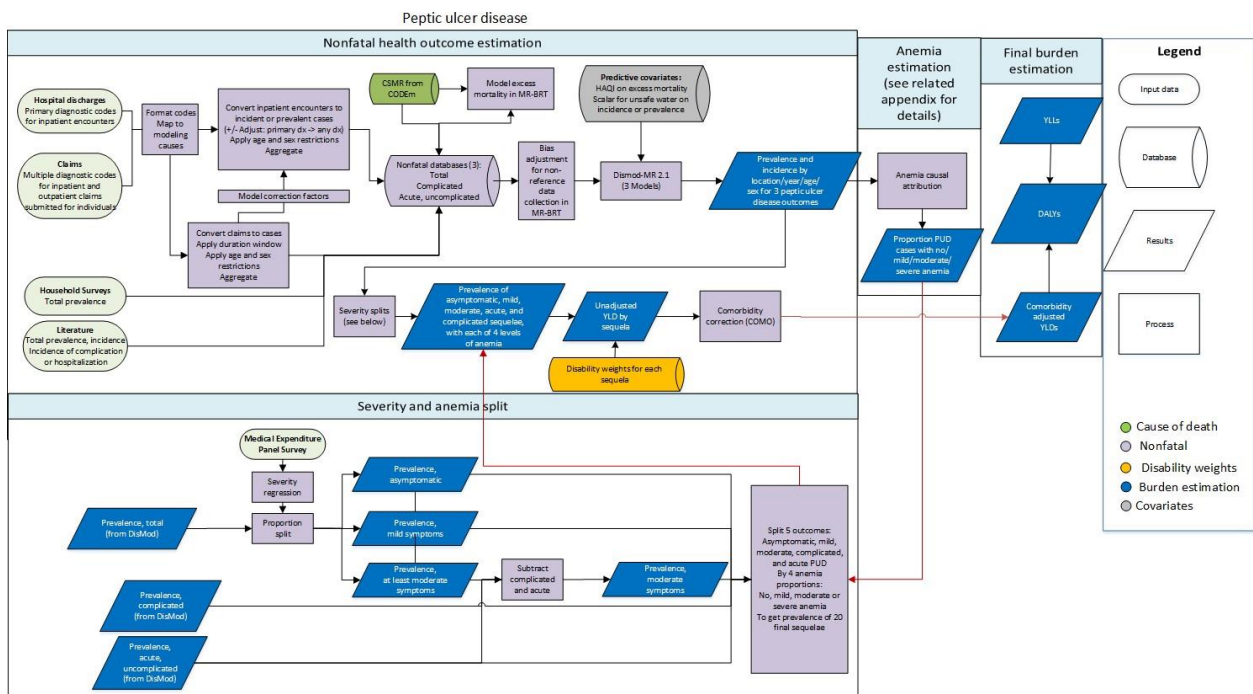 Peptic ulcer disease
Nonfatal health outcome estimation
Hospital discharges
Primary diagnostic codes
for inpatient encounters
Claims
Multiple diagnostic codes
for inpatient and
outpatient claims
submitted for individuals
Format codes
Map to
modeling
causes
Convert inpatient encounters to
incident or prevalent cases
(+/- Adjust: primary dx -> any dx)
Apply age and sex restrictions
Aggregate
Model correction factors
Convert claims to cases
Apply duration window
Apply age and sex
restrictions
Aggregate
Household Surveys
Total prevalence
Literature
Total prevalence, incidence
Incidence of complication
or hospitalization
CSMR from
CODEm
Model excess
mortality in MR-BRT
Nonfatal databases (3):
Total
Complicated
Acute, uncomplicated
Bias
adjustment
for non-
reference
data
collection in
MR-BRT
Predictive covariates:
HAQI on excess mortality
Scalar for unsafe water on
incidence or prevalence
Dismod-MR 2.1
(3 Models)
Prevalence and
incidence by
location/year/age/
sex for 3 peptic ulcer
disease outcomes
Severity splits
(see below)
Prevalence of
asymptomatic, mild,
moderate, acute, and
complicated sequelae,
with each of 4 levels
of anemia
Unadjusted
YLD by
sequela
Disability weights for each
sequela
Comorbidity
correction (COMO)
Anemia
estimation
(see related
appendix for
details)
Anemia causal
attribution
Proportion PUD
cases with no/
mild/moderate/
severe anemia
Final burden
estimation
YLLs
DALYs
Comorbidity
adjusted
YLDs
Legend
Input data
Database
Results
Process
Cause of death
Nonfatal
Disability weights
Burden estimation
Covariates
Severity and anemia split
Medical Expenditure
Panel Survey
Severity
regression
Prevalence, total
(from DisMod)
Proportion
split
Prevalence,
asymptomatic
Prevalence,
mild symptoms
Prevalence,
at least moderate
symptoms
Subtract
complicated
and acute
Prevalence,
moderate
symptoms
Prevalence,
complicated
(from DisMod)
Prevalence,
acute,
uncomplicated
(from DisMod)
Split 5 outcomes:
Asymptomatic, mild,
moderate, complicated,
and acute PUD
By 4 anemia
proportions:
No, mild, moderate or
severe anemia
To get prevalence of 20
final sequelae